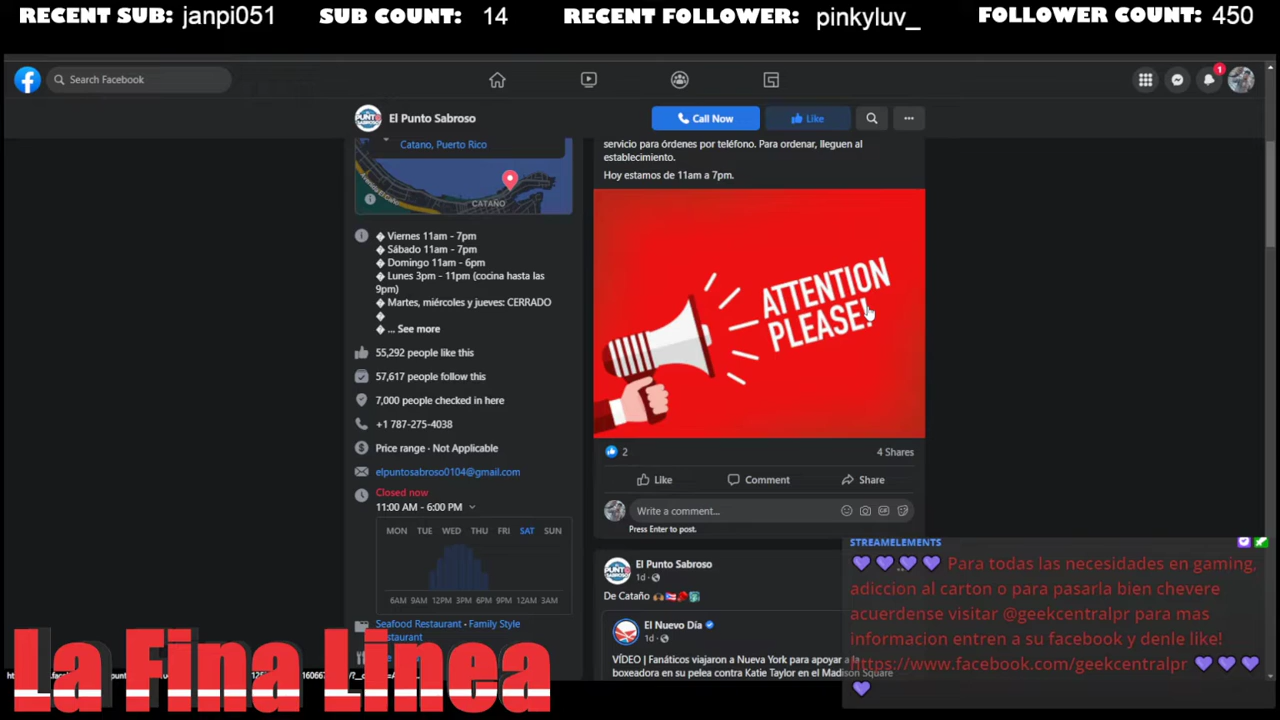 RECENT SUB: janpi051 SUB COUNT: 14 RECENT FOLLOWER: pinkyluv_ FOLLOWER COUNT: 450
Search Facebook
1
El Punto Sabroso
Call Now
Like
Catano, Puerto Rico
CATAÑO
Viernes 11am - 7pm
Sábado 11am - 7pm
Domingo 11am - 6pm
Lunes 3pm - 11pm (cocina hasta las
9pm)
Martes, miércoles y jueves: CERRADO
... See more
55,292 people like this
57,617 people follow this
7,000 people checked in here
+1 787-275-4038
Price range · Not Applicable
elpuntosabroso0104@gmail.com
Closed now
11:00 AM - 6:00 PM
MON TUE WED THU FRI SAT SUN
6AM 9AM 12PM 3PM 6PM 9PM 12AM 3AM
Seafood Restaurant · Family Style
Restaurant
servicio para órdenes por teléfono. Para ordenar, lleguen al
establecimiento.
Hoy estamos de 11am a 7pm.
ATTENTION
PLEASE!
2
4 Shares
Like Comment Share
Write a comment...
Press Enter to post.
El Punto Sabroso
1d
De Cataño
El Nuevo Día
1d
VÍDEO | Fanáticos viajaron a Nueva York para apoyar a
boxeadora en su pelea contra Katie Taylor en el Madison Square
STREAMELEMENTS
Para todas las necesidades en gaming,
adiccion al carton o para pasarla bien chevere
acuerdense visitar @geekcentralpr para mas
informacion entren a su facebook y denle like!
https://www.facebook.com/geekcentralpr
La Fina Linea